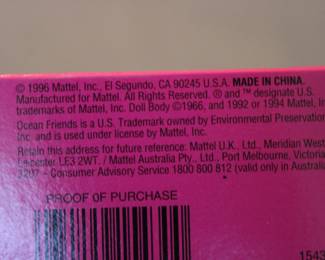 © 1996 Mattel, Inc., El Segundo, CA 90245 U.S.A. MADE IN CHINA.
Manufactured for Mattel. All Rights Reserved. ® and ™ designate U.S.
trademarks of Mattel, Inc. Doll Body ©1966, and 1992 or 1994 Mattel, In
Ocean Friends is a U.S. Trademark owned by Environmental Preservation
Inc. and is used under license by Mattel, Inc.
Retain this address for future reference: Mattel U.K., Ltd., Meridian West
Leicester LE3 2WT. / Mattel Australia Pty., Ltd., Port Melbourne, Victoria
3207 - Consumer Advisory Service 1800 800 812 (valid only in Australi
PROOF OF PURCHASE
1543